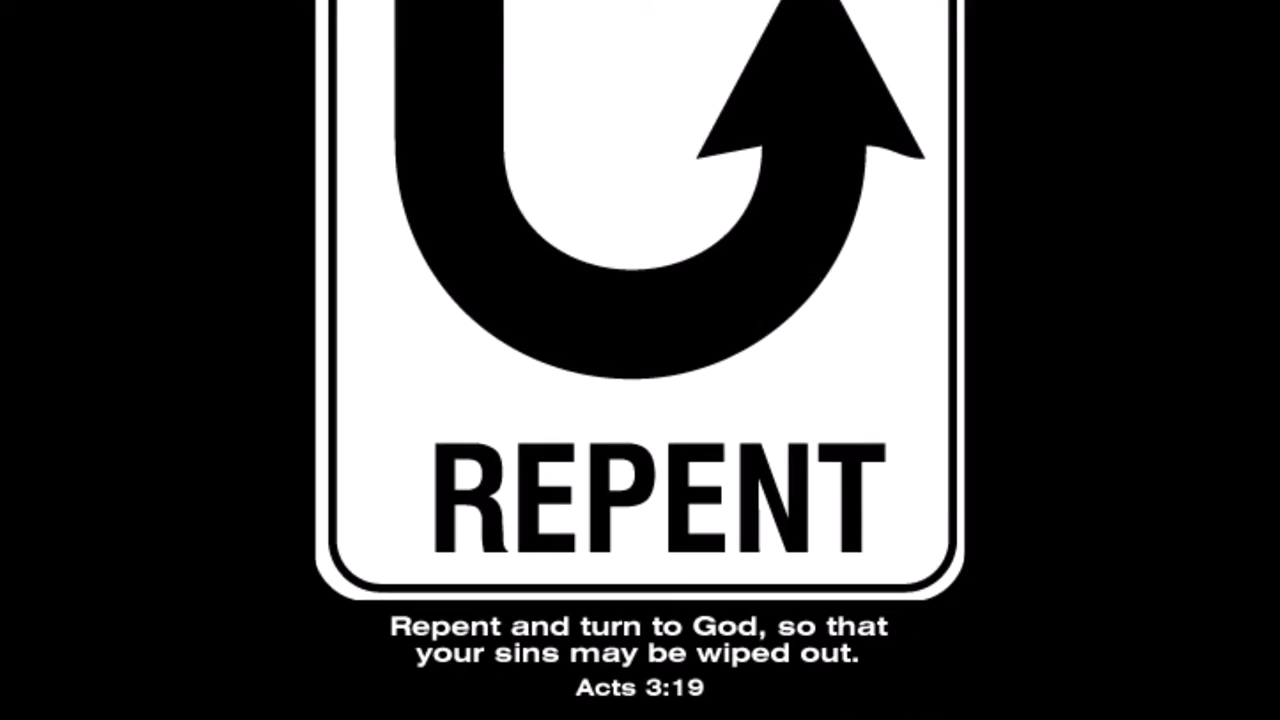 REPENT
Repent and turn to God, so that
your sins may be wiped out.
Acts 3:19